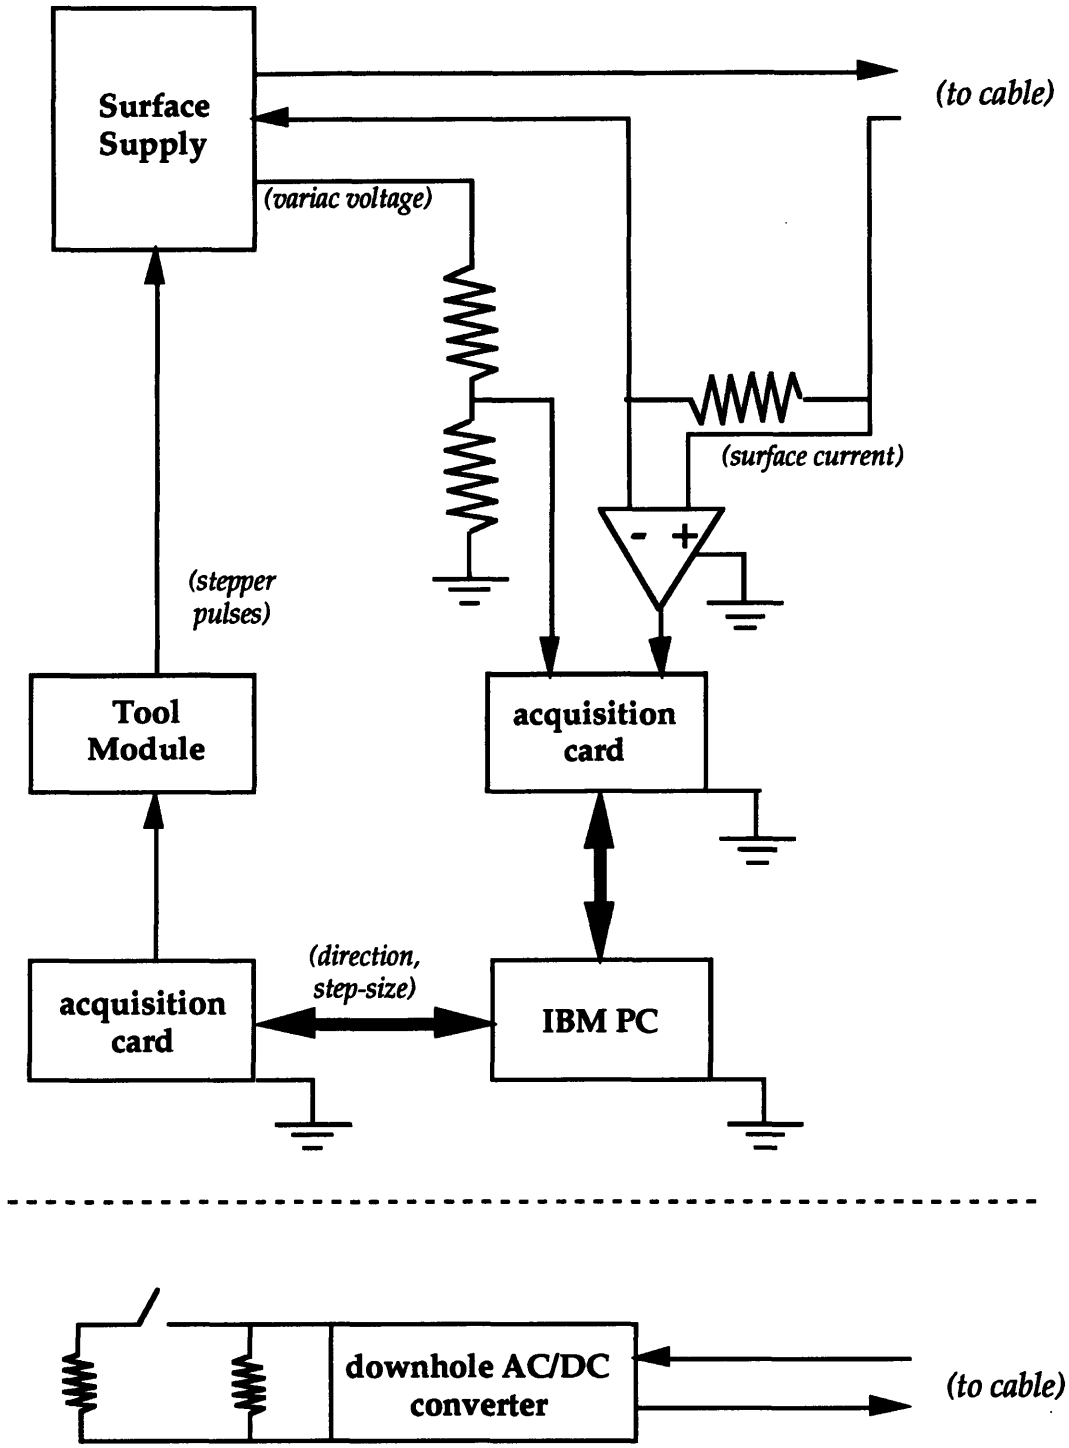 Surface
Supply
(to cable)
(variac voltage)
(surface current)
- +
(stepper
pulses)
Tool
Module
acquisition
card
(direction,
step-size)
acquisition
card
IBM PC
downhole AC/DC
converter
(to cable)